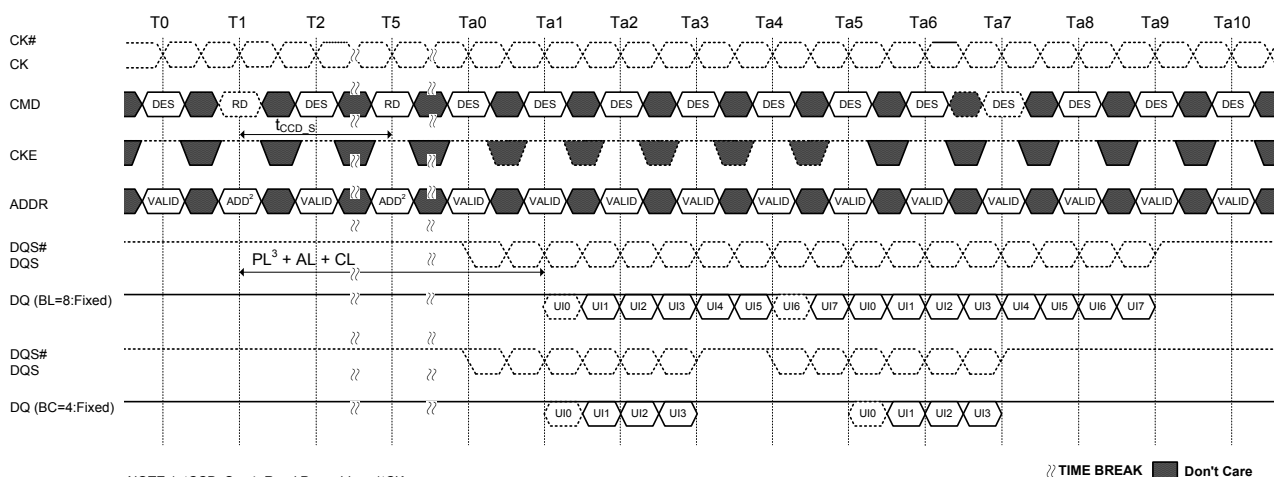 T0 T1 T2 T5 Ta0 Ta1 Ta2 Ta3 Ta4 Ta5 Ta6 Ta7 Ta8 Ta9 Ta10
CK#
CK
CMD DES RD DES RD DES DES DES DES DES DES DES DES DES DES DES
tCCD_S
CKE
ADDR VALID ADD2 VALID ADD2 VALID VALID VALID VALID VALID VALID VALID VALID VALID VALID VALID
DQS#
DQS
PL3 + AL + CL
DQ (BL=8:Fixed) UI0 UI1 UI2 UI3 UI4 UI5 UI6 UI7 UI0 UI1 UI2 UI3 UI4 UI5 UI6 UI7
DQS#
DQS
DQ (BC=4:Fixed) UI0 UI1 UI2 UI3 UI0 UI1 UI2 UI3
TIME BREAK Don't Care